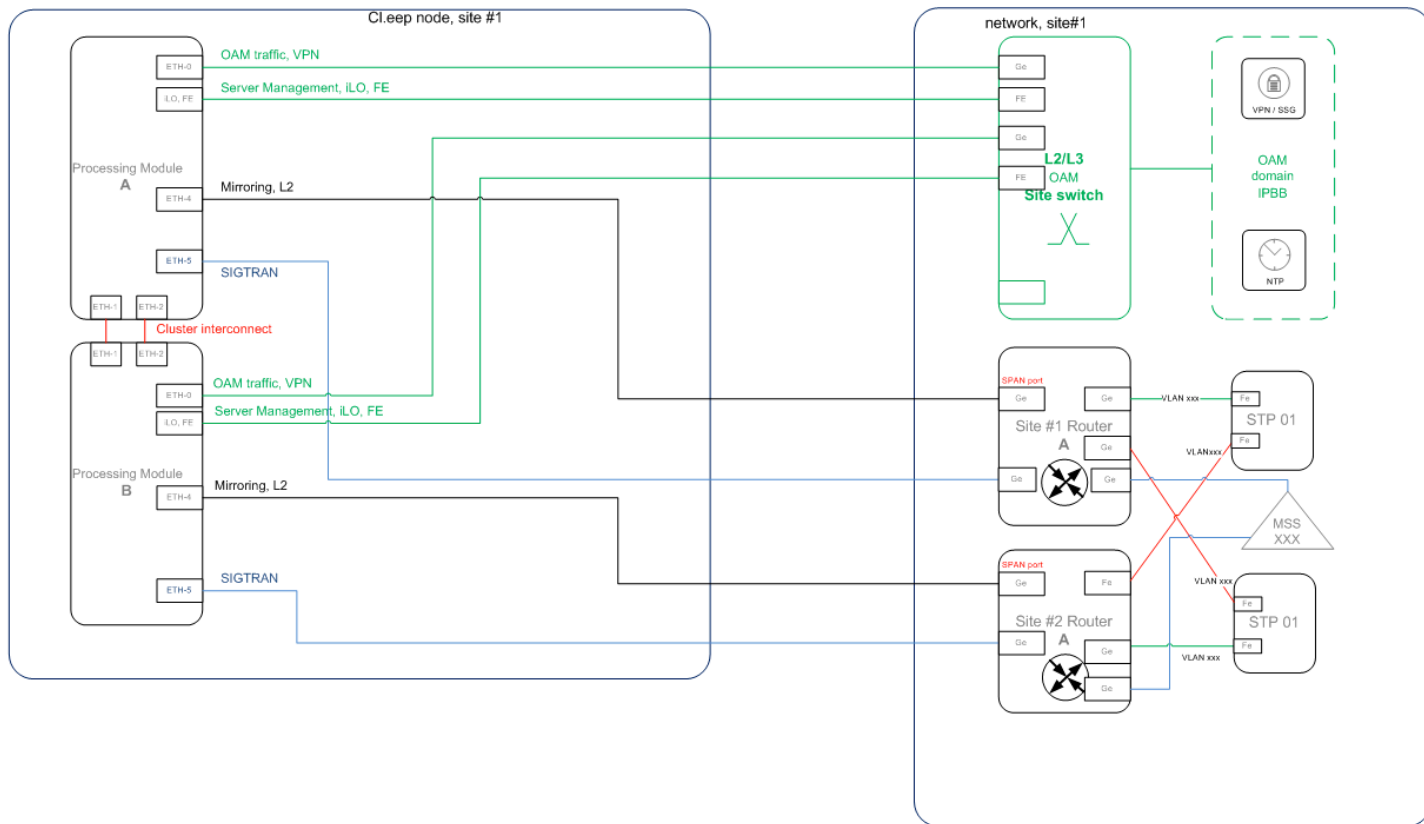 CI.eep node, site #1
network, site#1
ETH-0
OAM traffic, VPN
iLO, FE
Server Management, iLO, FE
Processing Module
A
ETH-4
Mirroring, L2
ETH-5
SIGTRAN
ETH-1
ETH-2
Cluster interconnect
ETH-1
ETH-2
OAM traffic, VPN
ETH-0
Server Management, iLO, FE
iLO, FE
Processing Module
B
Mirroring, L2
ETH-4
SIGTRAN
ETH-5
Ge
FE
Ge
FE
L2/L3
OAM
Site switch
VPN / SSG
OAM
domain
IPBB
NTP
SPAN port
Ge
Ge
Site #1 Router
A
Ge
Ge
Ge
VLAN xxx
Fe
STP 01
Fe
VLANxxx
MSS
XXX
SPAN port
Ge
Fe
Site #2 Router
A
Ge
Ge
Ge
VLAN xxx
Fe
STP 01
Fe
VLAN xxx